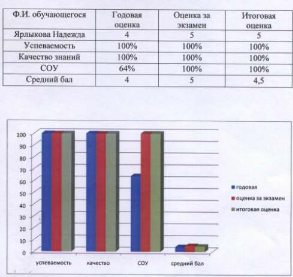 Ф.И. обучающегося Годовая оценка Оценка за экзамен Итоговая оценка
Ярлыкова Надежда 4 5 5
Успеваемость 100% 100% 100%
Качество знаний 100% 100% 100%
СОУ 64% 100% 100%
Средний бал 4 5 4,5
100
90
80
70
60
50
40
30
20
10
0
успеваемость качество СОУ средний бал
годовая
оценка за экзамен
итоговая оценка